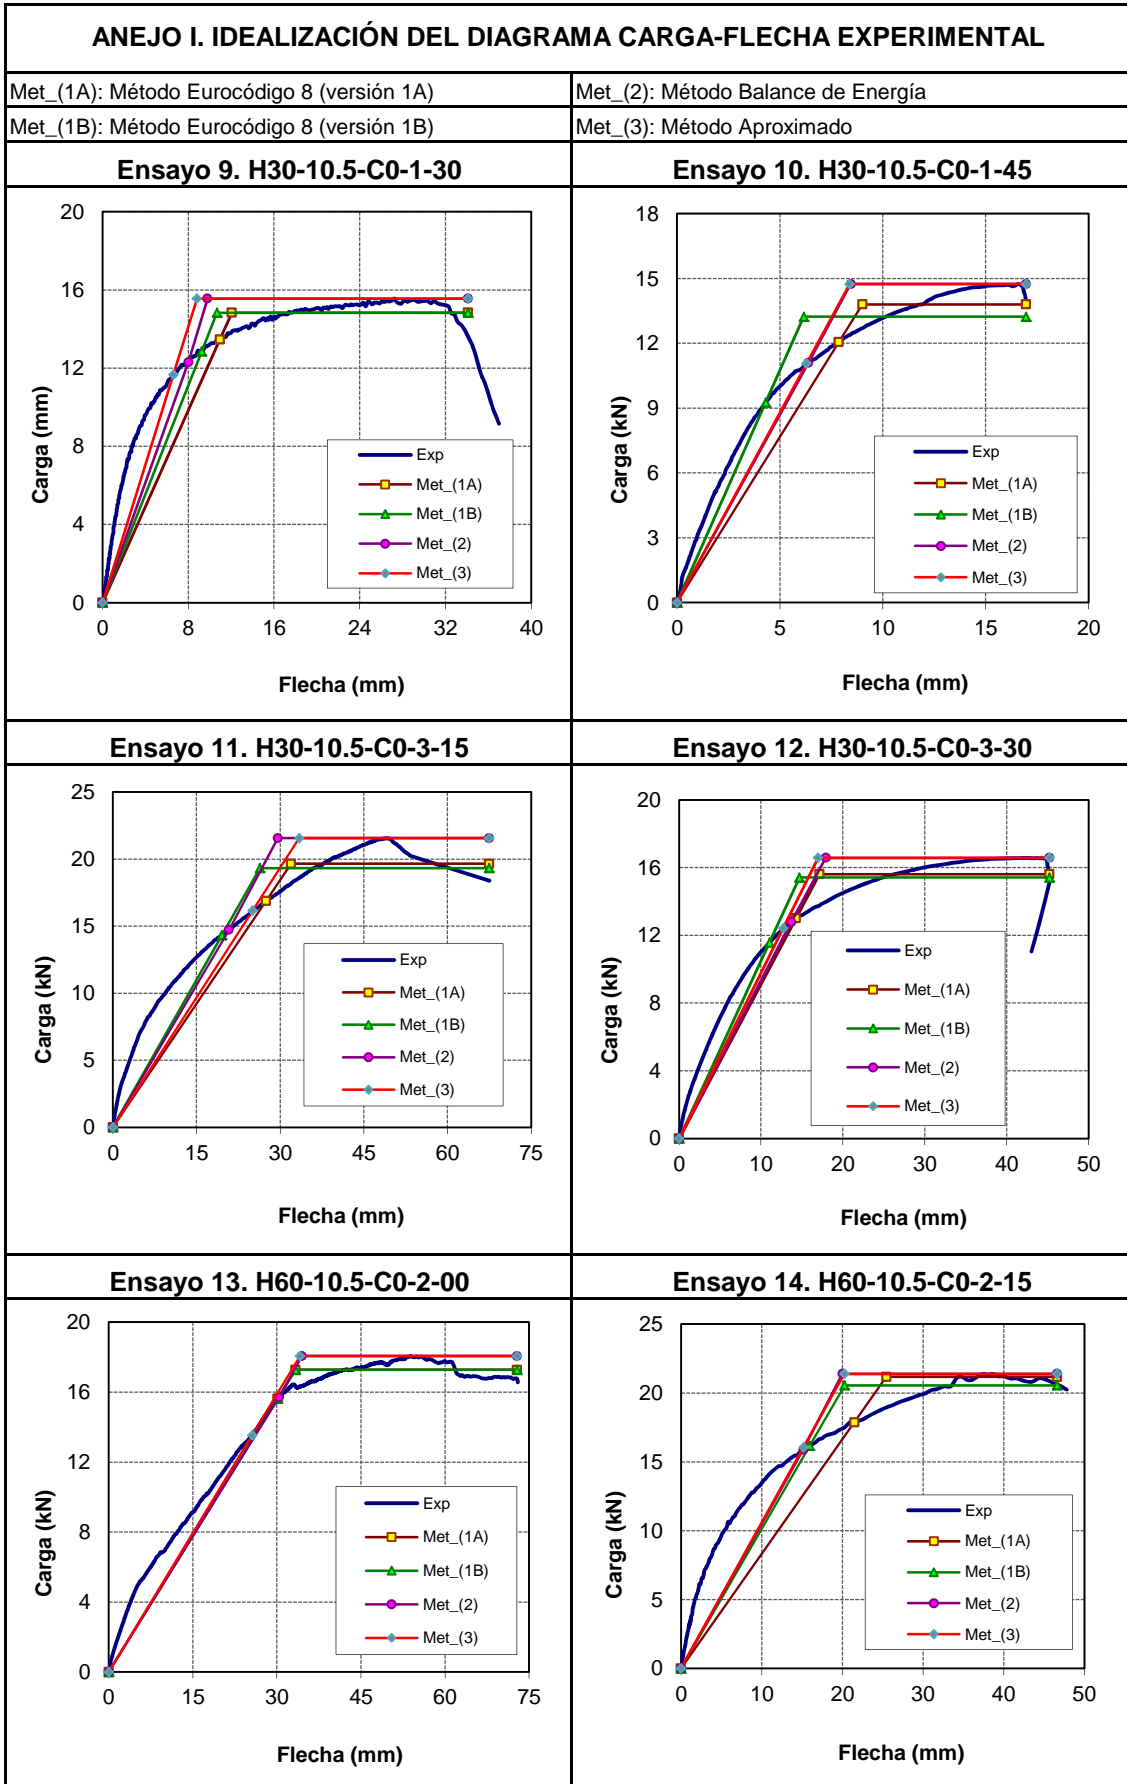 ANEJO I. IDEALIZACIÓN DEL DIAGRAMA CARGA-FLECHA EXPERIMENTAL
Met_(1A): Método Eurocódigo 8 (versión 1A)
Met_(2): Método Balance de Energía
Met_(1B): Método Eurocódigo 8 (versión 1B)
Met_(3): Método Aproximado
Ensayo 9. H30-10.5-C0-1-30
20
16
12
8
4
0
Carga (mm)
Exp
Met_(1A)
Met_(1B)
Met_(2)
Met_(3)
0 8 16 24 32 40
Flecha (mm)
Ensayo 10. H30-10.5-C0-1-45
18
15
12
9
6
3
0
Carga (kN)
Exp
Met_(1A)
Met_(1B)
Met_(2)
Met_(3)
0 5 10 15 20
Flecha (mm)
Ensayo 11. H30-10.5-C0-3-15
25
20
15
10
5
0
Carga (kN)
Exp
Met_(1A)
Met_(1B)
Met_(2)
Met_(3)
0 15 30 45 60 75
Flecha (mm)
Ensayo 12. H30-10.5-C0-3-30
20
16
12
8
4
0
Carga (kN)
Exp
Met_(1A)
Met_(1B)
Met_(2)
Met_(3)
0 10 20 30 40 50
Flecha (mm)
Ensayo 13. H60-10.5-C0-2-00
20
16
12
8
4
0
Carga (kN)
Exp
Met_(1A)
Met_(1B)
Met_(2)
Met_(3)
0 15 30 45 60 75
Flecha (mm)
Ensayo 14. H60-10.5-C0-2-15
25
20
15
10
5
0
Carga (kN)
Exp
Met_(1A)
Met_(1B)
Met_(2)
Met_(3)
0 10 20 30 40 50
Flecha (mm)